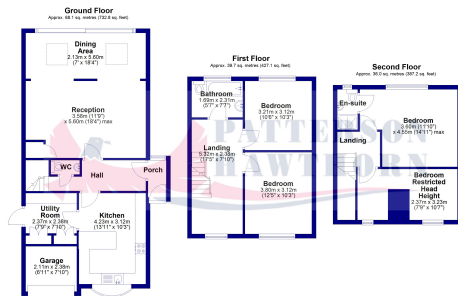 Ground Floor
Approx. 68.1 sq. metres (732.8 sq. feet)
Dining
Area
2.13m x 5.60m
(7' x 18'4")
Reception
3.58m (11'9")
x 5.60m (18'4") max
WC
Hall
Porch
Utility
Room
2.37m x 2.38m
(7'9" x 7'10")
Kitchen
4.23m x 3.12m
(13'11" x 10'3")
Garage
2.11m x 2.38m
(6'11" x 7'10")
First Floor
Approx. 39.7 sq. metres (427.1 sq. feet)
Bathroom
1.69m x 2.31m
(5'7" x 7'7")
Bedroom
3.21m x 3.12m
(10'6" x 10'3")
Landing
5.32m x 2.38m
(17'5" x 7'10")
Bedroom
3.80m x 3.12m
(12'5" x 10'3")
Second Floor
Approx. 36.0 sq. metres (387.2 sq. feet)
En-suite
Bedroom
3.60m (11'10")
x 4.55m (14'11") max
Landing
Bedroom
Restricted
Head
Height
2.37m x 3.23m
(7'9" x 10'7")
PATTERSON
HAWTHORN